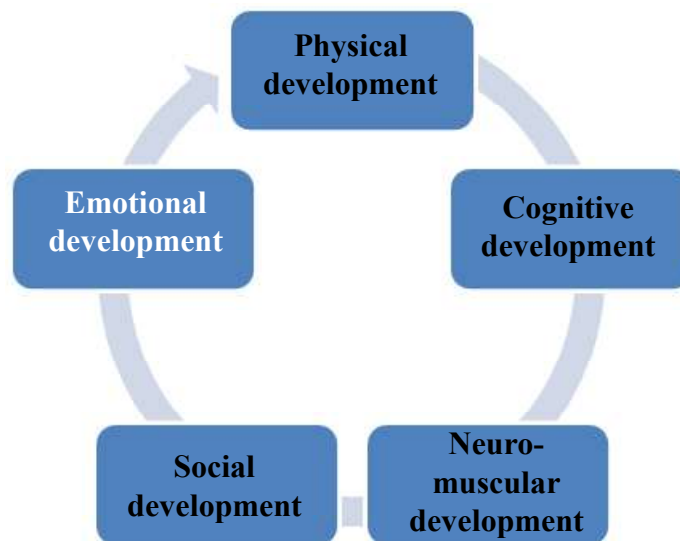 Physical
development
Cognitive
development
Neuro-
muscular
development
Social
development
Emotional
development